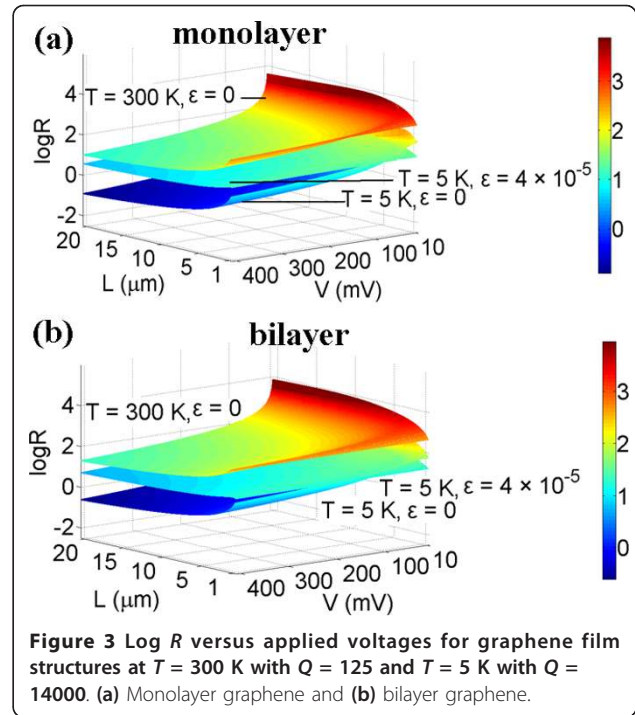 (a) monolayer
T = 300 K, ε = 0
4
2
0
-2
logR
T = 5 K, ε = 4 × 10⁻⁵
T = 5 K, ε = 0
20
15
10
5
1
L (μm)
400
300
200
100
10
V (mV)
3
2
1
0
(b) bilayer
T = 300 K, ε = 0
4
2
0
-2
logR
T = 5 K, ε = 4 × 10⁻⁵
T = 5 K, ε = 0
20
15
10
5
1
L (μm)
400
300
200
100
10
V (mV)
3
2
1
0
Figure 3 Log R versus applied voltages for graphene film
structures at T = 300 K with Q = 125 and T = 5 K with Q =
14000. (a) Monolayer graphene and (b) bilayer graphene.